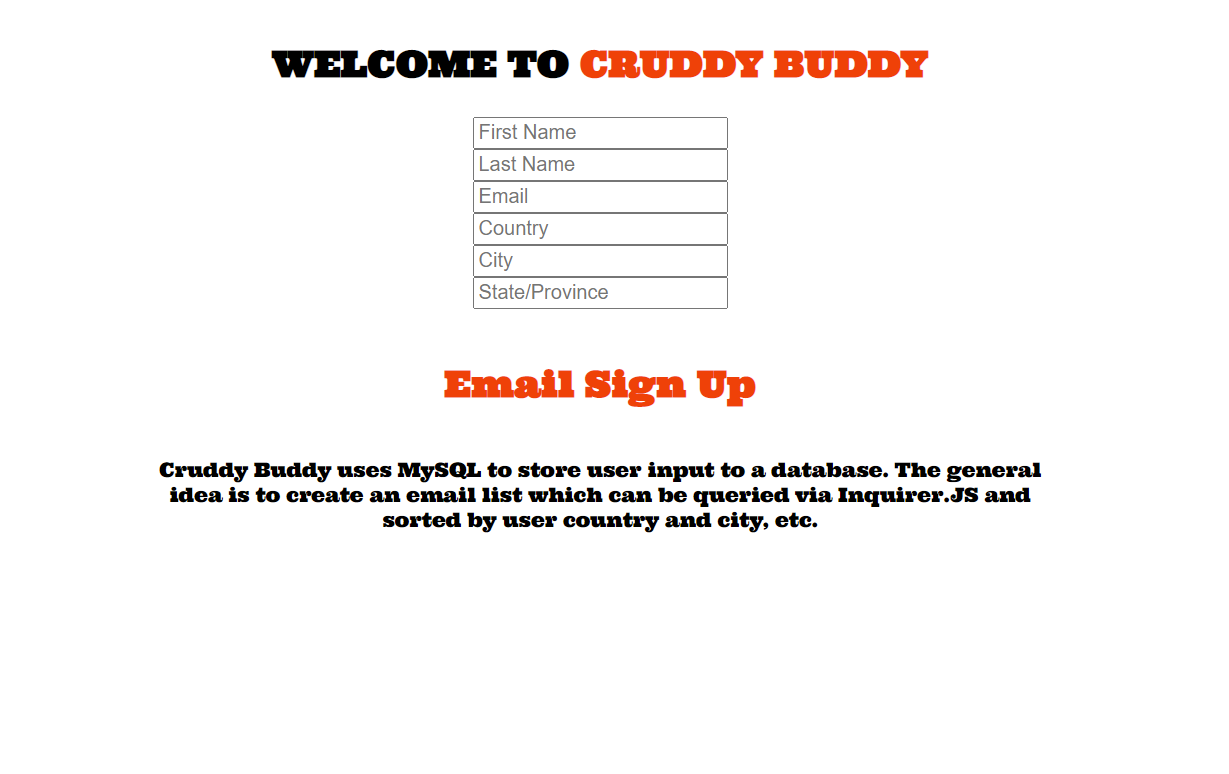 WELCOME TO CRUDDY BUDDY
First Name
Last Name
Email
Country
City
State/Province
Email Sign Up
Cruddy Buddy uses MySQL to store user input to a database. The general
idea is to create an email list which can be queried via Inquirer.JS and
sorted by user country and city, etc.